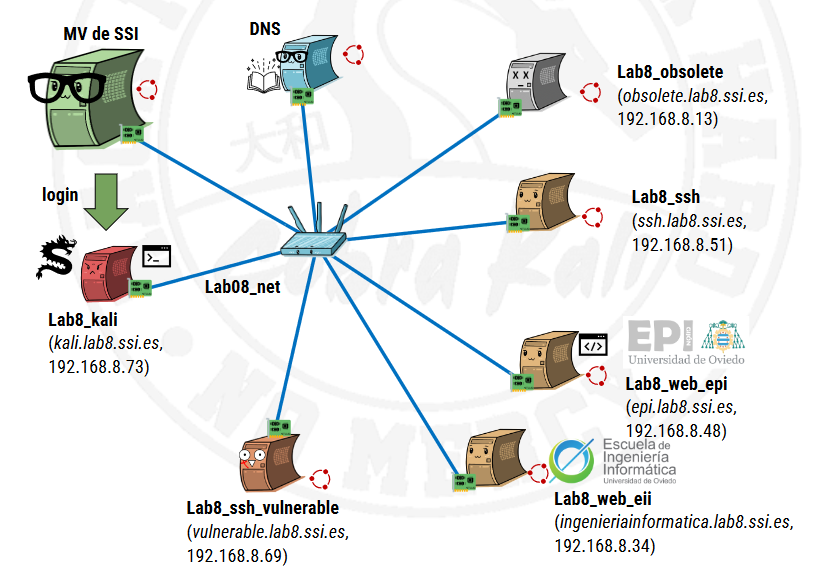 MV de SSI
DNS
Lab8_obsolete
(obsolete.lab8.ssi.es,
192.168.8.13)
login
Lab8_ssh
(ssh.lab8.ssi.es,
192.168.8.51)
>_
Lab08_net
Lab8_kali
(kali.lab8.ssi.es,
192.168.8.73)
</>
EPI GIJÓN
Universidad de Oviedo
Lab8_web_epi
(epi.lab8.ssi.es,
192.168.8.48)
Escuela de
Ingeniería
Informática
Universidad de Oviedo
Lab8_web_eii
(ingenieriainformatica.lab8.ssi.es,
192.168.8.34)
Lab8_ssh_vulnerable
(vulnerable.lab8.ssi.es,
192.168.8.69)